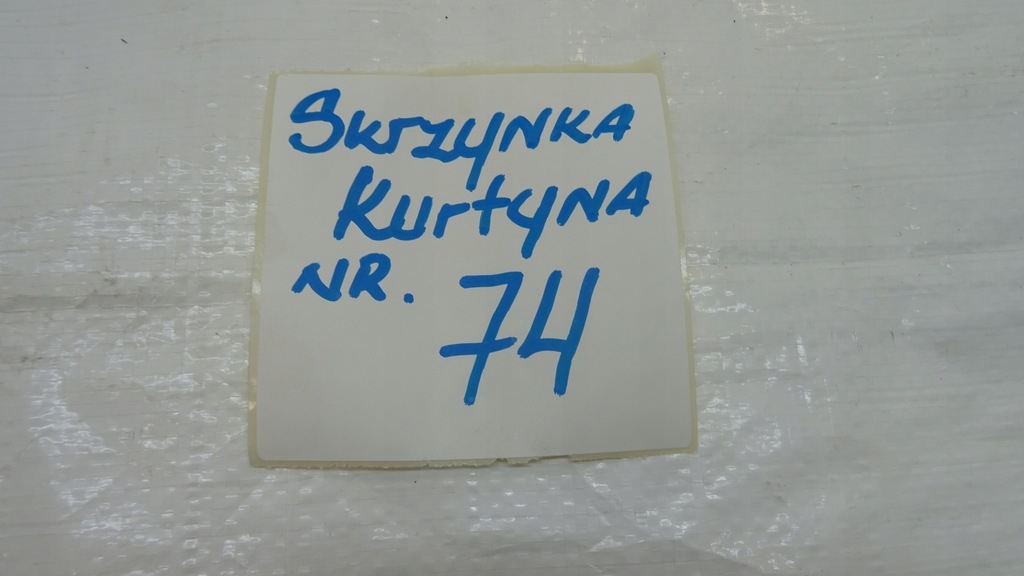 Skrzynka
Kurtyna
NR. 74